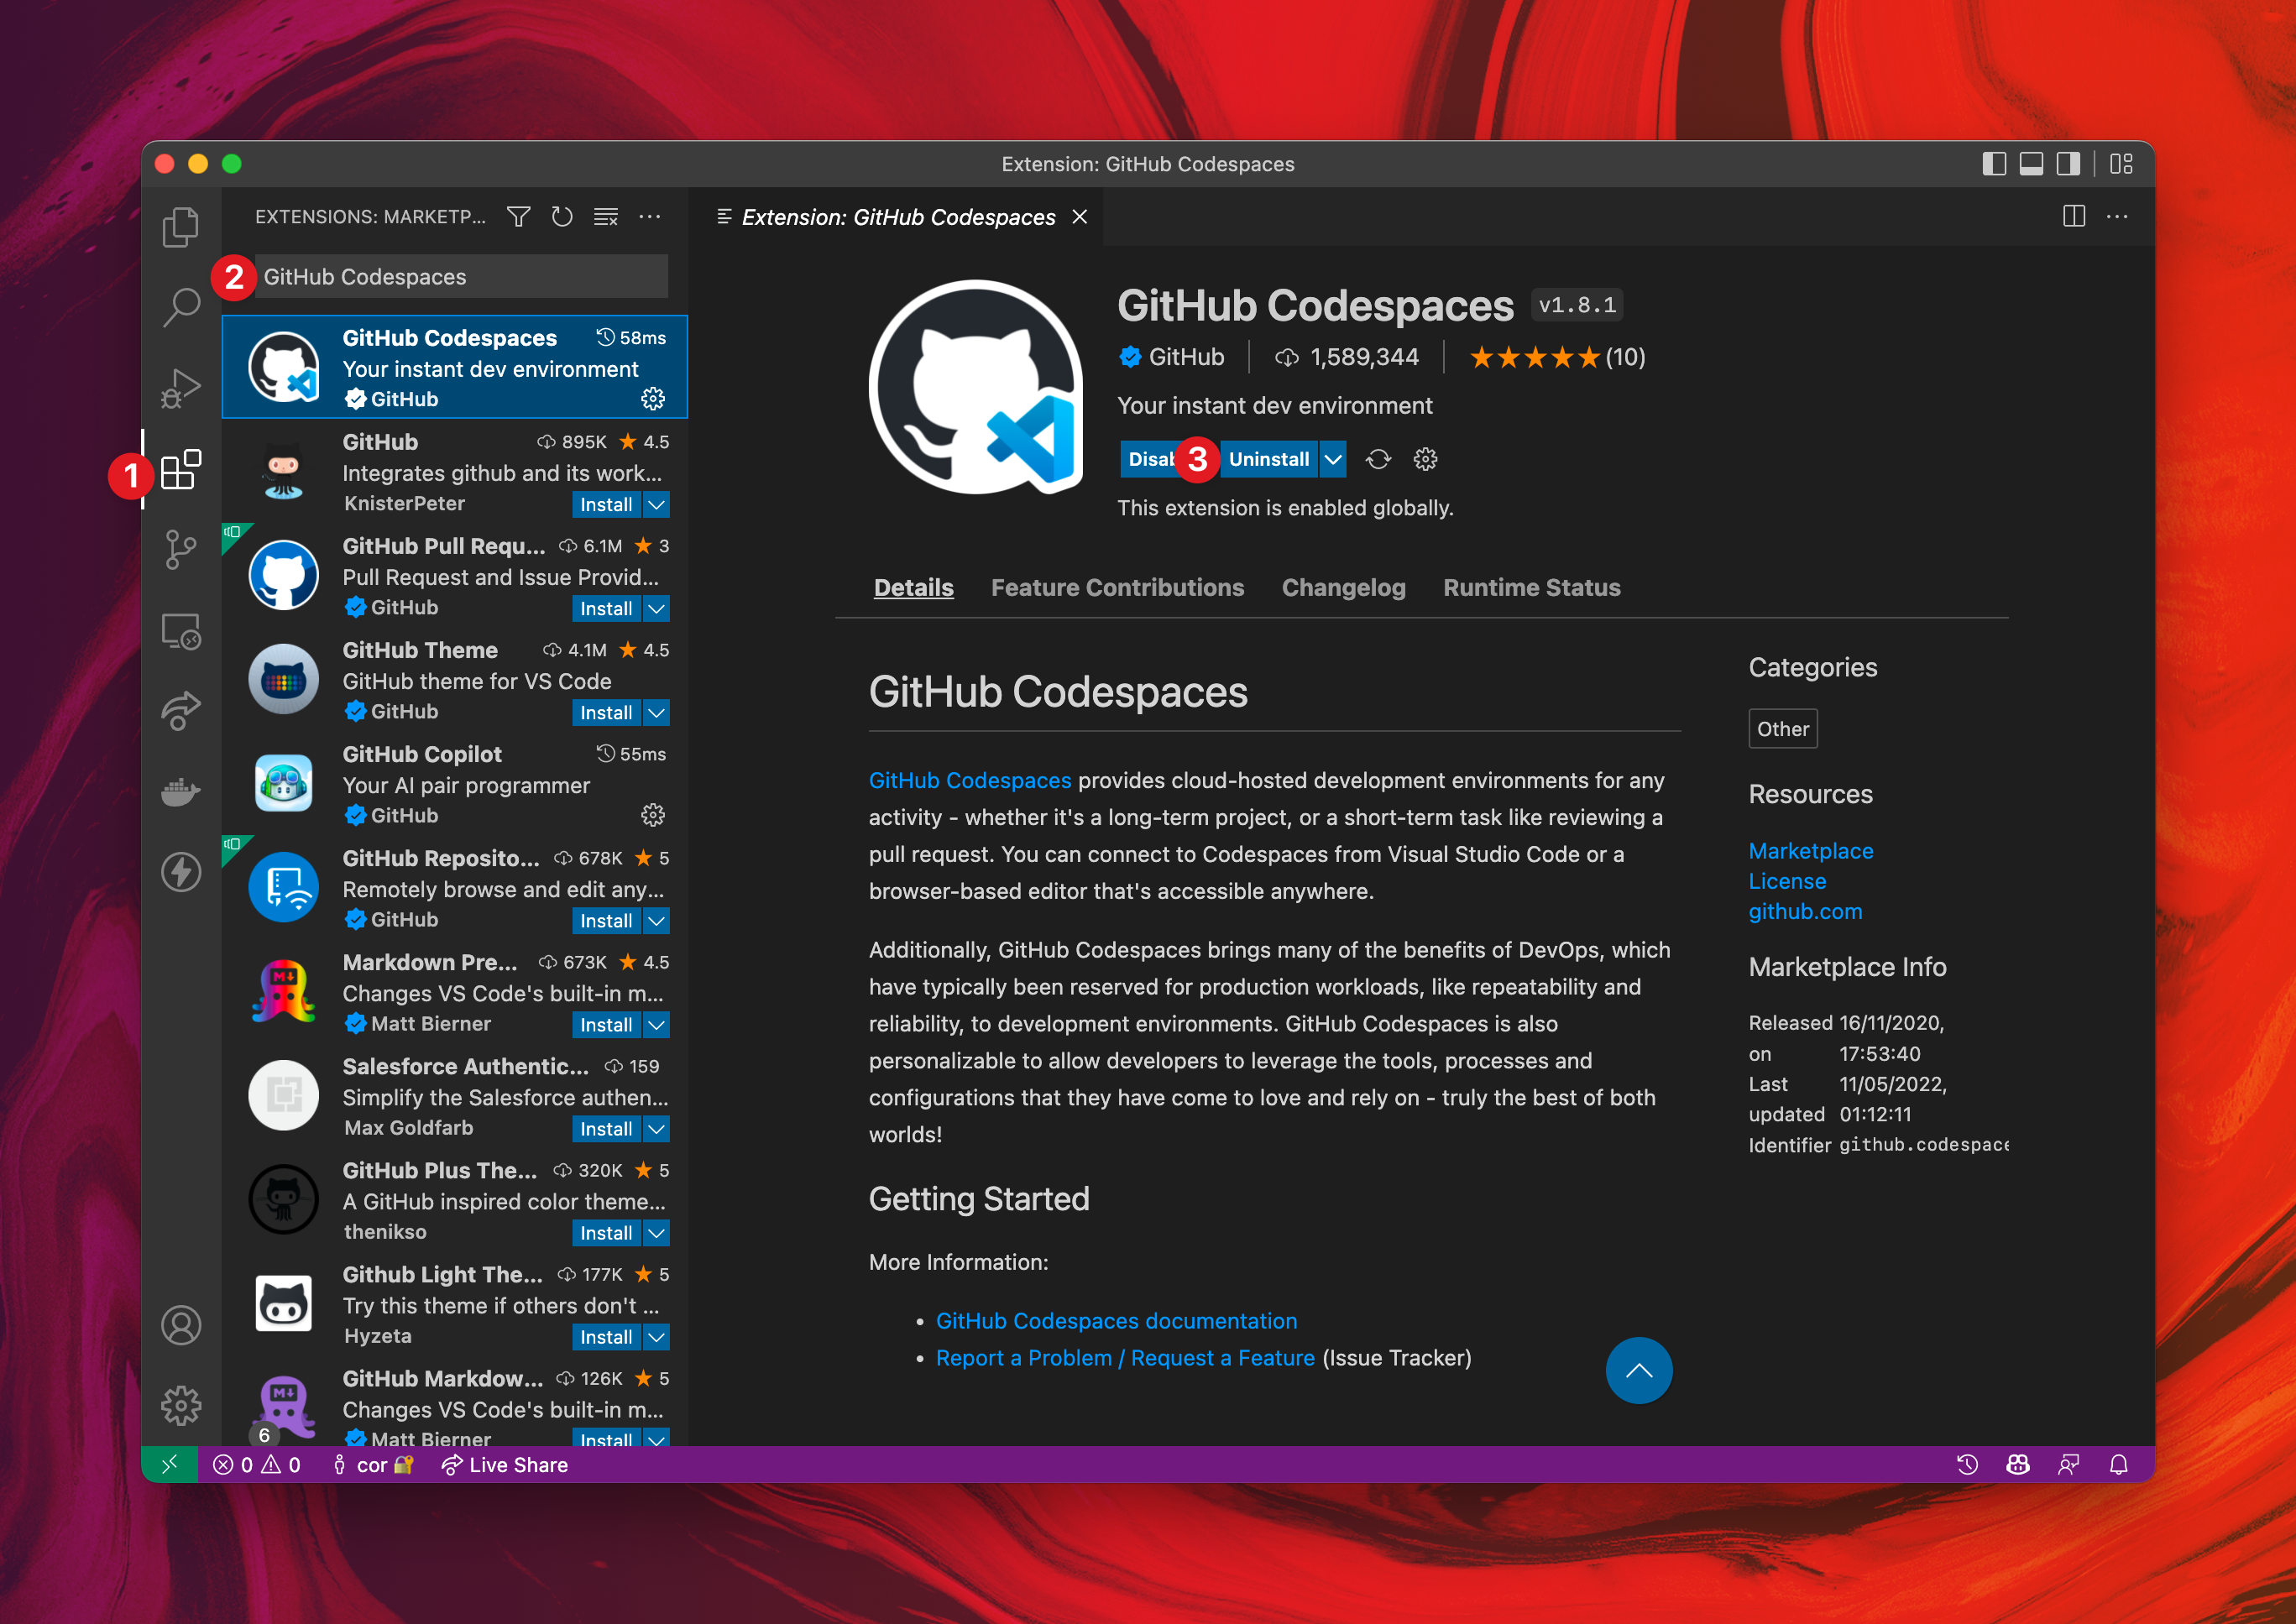 Extension: GitHub Codespaces
EXTENSIONS: MARKETP...
2
GitHub Codespaces
1
GitHub Codespaces 58ms
Your instant dev environment
GitHub
GitHub 895K 4.5
Integrates github and its work...
KnisterPeter Install
GitHub Pull Requ... 6.1M 3
Pull Request and Issue Provid...
GitHub Install
GitHub Theme 4.1M 4.5
GitHub theme for VS Code
GitHub Install
GitHub Copilot 55ms
Your AI pair programmer
GitHub
GitHub Reposito... 678K 5
Remotely browse and edit any...
GitHub Install
Markdown Pre... 673K 4.5
Changes VS Code's built-in m...
Matt Bierner Install
Salesforce Authentic... 159
Simplify the Salesforce authen...
Max Goldfarb Install
GitHub Plus The... 320K 5
A GitHub inspired color theme...
thenikso Install
Github Light The... 177K 5
Try this theme if others don't ...
Hyzeta Install
GitHub Markdow... 126K 5
Changes VS Code's built-in m...
Matt Bierner Install
M↓
M↓
6
Extension: GitHub Codespaces
GitHub Codespaces v1.8.1
GitHub 1,589,344 (10)
Your instant dev environment
Disab 3 Uninstall
This extension is enabled globally.
Details Feature Contributions Changelog Runtime Status
GitHub Codespaces
GitHub Codespaces provides cloud-hosted development environments for any
activity - whether it's a long-term project, or a short-term task like reviewing a
pull request. You can connect to Codespaces from Visual Studio Code or a
browser-based editor that's accessible anywhere.
Additionally, GitHub Codespaces brings many of the benefits of DevOps, which
have typically been reserved for production workloads, like repeatability and
reliability, to development environments. GitHub Codespaces is also
personalizable to allow developers to leverage the tools, processes and
configurations that they have come to love and rely on - truly the best of both
worlds!
Getting Started
More Information:
• GitHub Codespaces documentation
• Report a Problem / Request a Feature (Issue Tracker)
Categories
Other
Resources
Marketplace
License
github.com
Marketplace Info
Released 16/11/2020,
on 17:53:40
Last 11/05/2022,
updated 01:12:11
Identifier github.codespace
0 0 cor Live Share